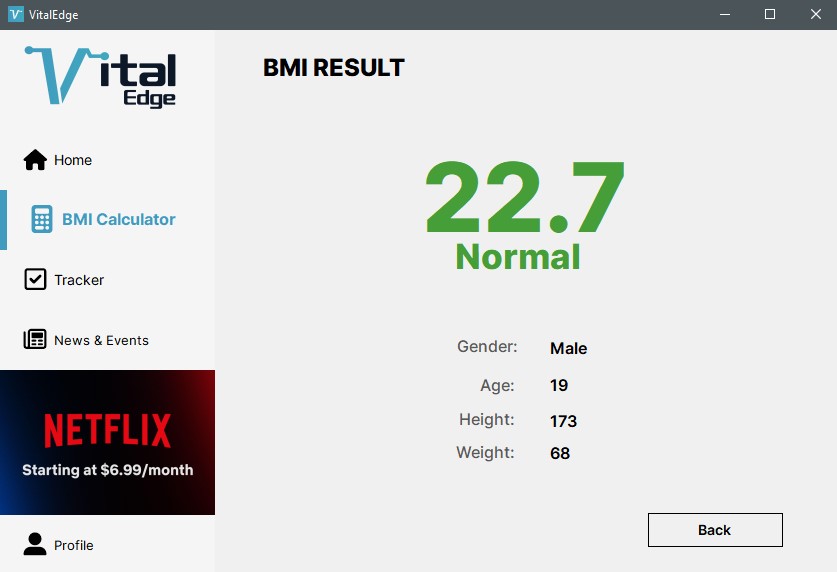 VitalEdge
Vital
Edge
Home
BMI Calculator
Tracker
News & Events
NETFLIX
Starting at $6.99/month
Profile
BMI RESULT
22.7
Normal
Gender: Male
Age: 19
Height: 173
Weight: 68
Back